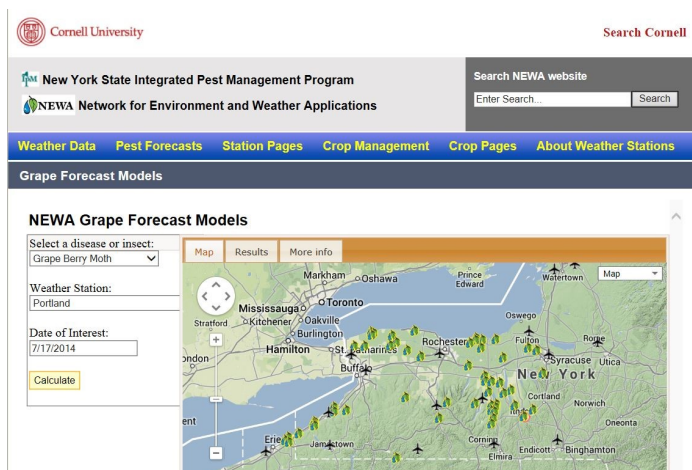 Cornell University
Search Cornell
New York State Integrated Pest Management Program
NEWA Network for Environment and Weather Applications
Search NEWA website
Enter Search...
Search
Weather Data Pest Forecasts Station Pages Crop Management Crop Pages About Weather Stations
Grape Forecast Models
NEWA Grape Forecast Models
Select a disease or insect:
Grape Berry Moth
Weather Station:
Portland
Date of Interest:
7/17/2014
Calculate
Map Results More info
Map
Markham
Oshawa
Prince
Edward
Watertown
Mississauga
Toronto
Stratford
Kitchener
Oakville
Burlington
Hamilton
St. Catharines
Oswego
Rochester
Fulton
Rome
Syracuse
Utica
ondon
Buffalo
New York
Cortland
Norwich
ent
Oneonta
Erie
Jamestown
Corning
Elmira
Endicott
Binghamton